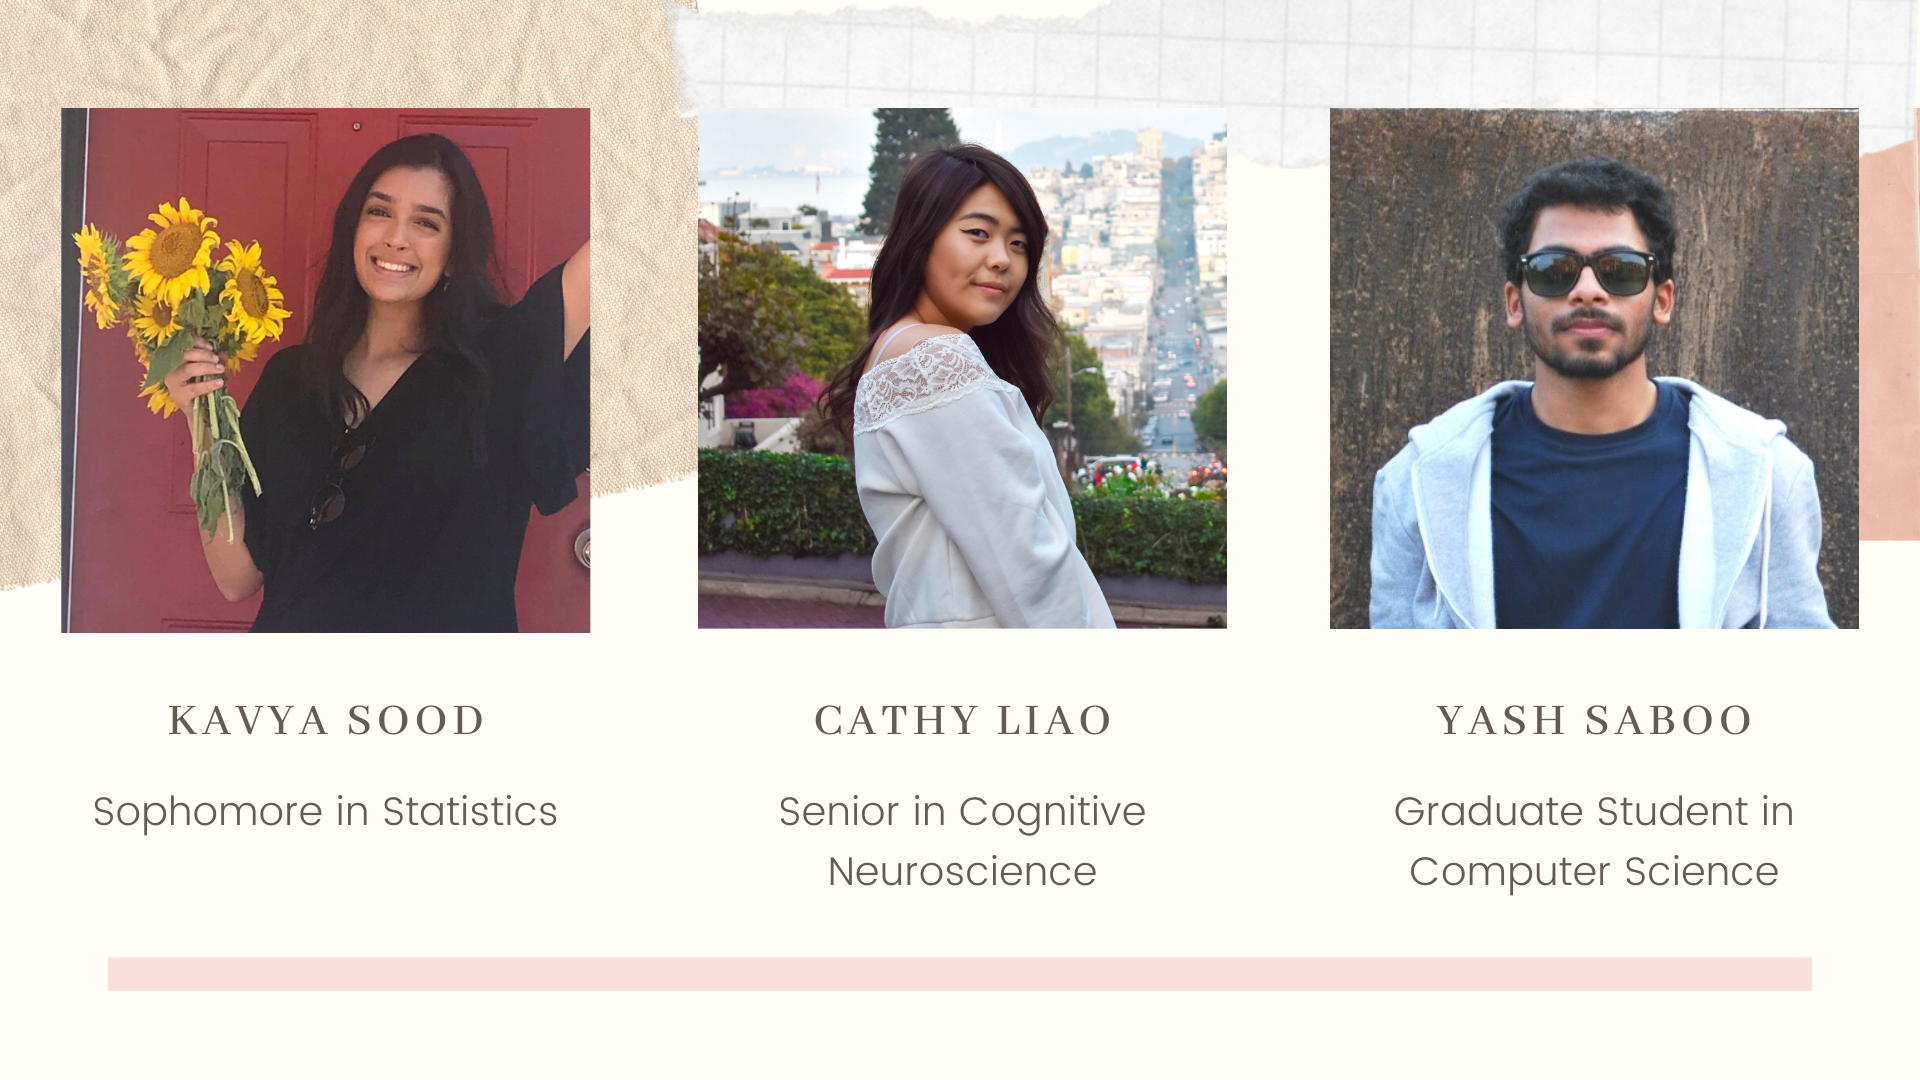 KAVYA SOOD
Sophomore in Statistics
CATHY LIAO
Senior in Cognitive
Neuroscience
YASH SABOO
Graduate Student in
Computer Science